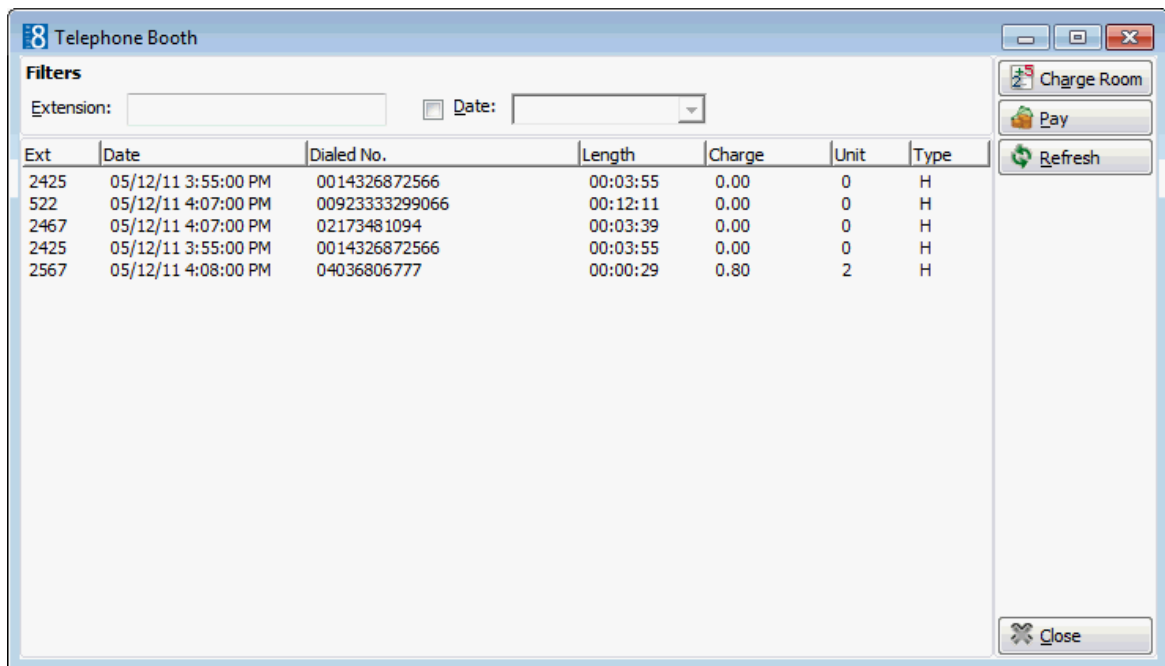 8 Telephone Booth
Filters
Charge Room
Extension: Date:
Pay
Ext Date Dialed No. Length Charge Unit Type
Refresh
2425 05/12/11 3:55:00 PM 0014326872566 00:03:55 0.00 0 H
522 05/12/11 4:07:00 PM 00923333299066 00:12:11 0.00 0 H
2467 05/12/11 4:07:00 PM 02173481094 00:03:39 0.00 0 H
2425 05/12/11 3:55:00 PM 0014326872566 00:03:55 0.00 0 H
2567 05/12/11 4:08:00 PM 04036806777 00:00:29 0.80 2 H
Close